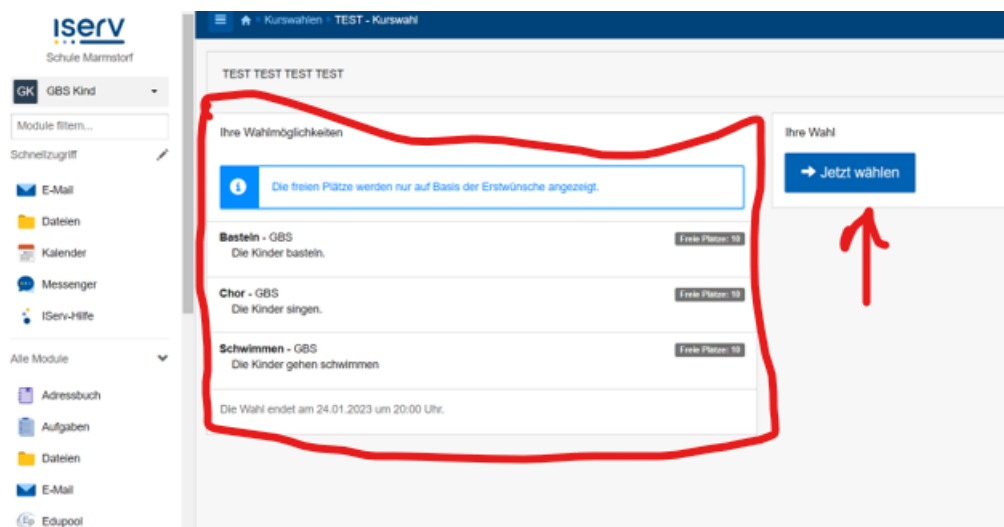 IServ
Schule Marmstorf
GK GBS Kind
Module filtern...
Schnellzugriff
E-Mail
Dateien
Kalender
Messenger
IServ-Hilfe
Alle Module
Adressbuch
Aufgaben
Dateien
E-Mail
Edupool
Kurswahlen TEST - Kurswahl
TEST TEST TEST TEST
Ihre Wahlmöglichkeiten
Die freien Plätze werden nur auf Basis der Erstwünsche angezeigt.
Basteln - GBS
Freie Plätze: 10
Die Kinder basteln.
Chor - GBS
Freie Plätze: 10
Die Kinder singen.
Schwimmen - GBS
Freie Plätze: 10
Die Kinder gehen schwimmen
Die Wahl endet am 24.01.2023 um 20:00 Uhr.
Ihre Wahl
Jetzt wählen